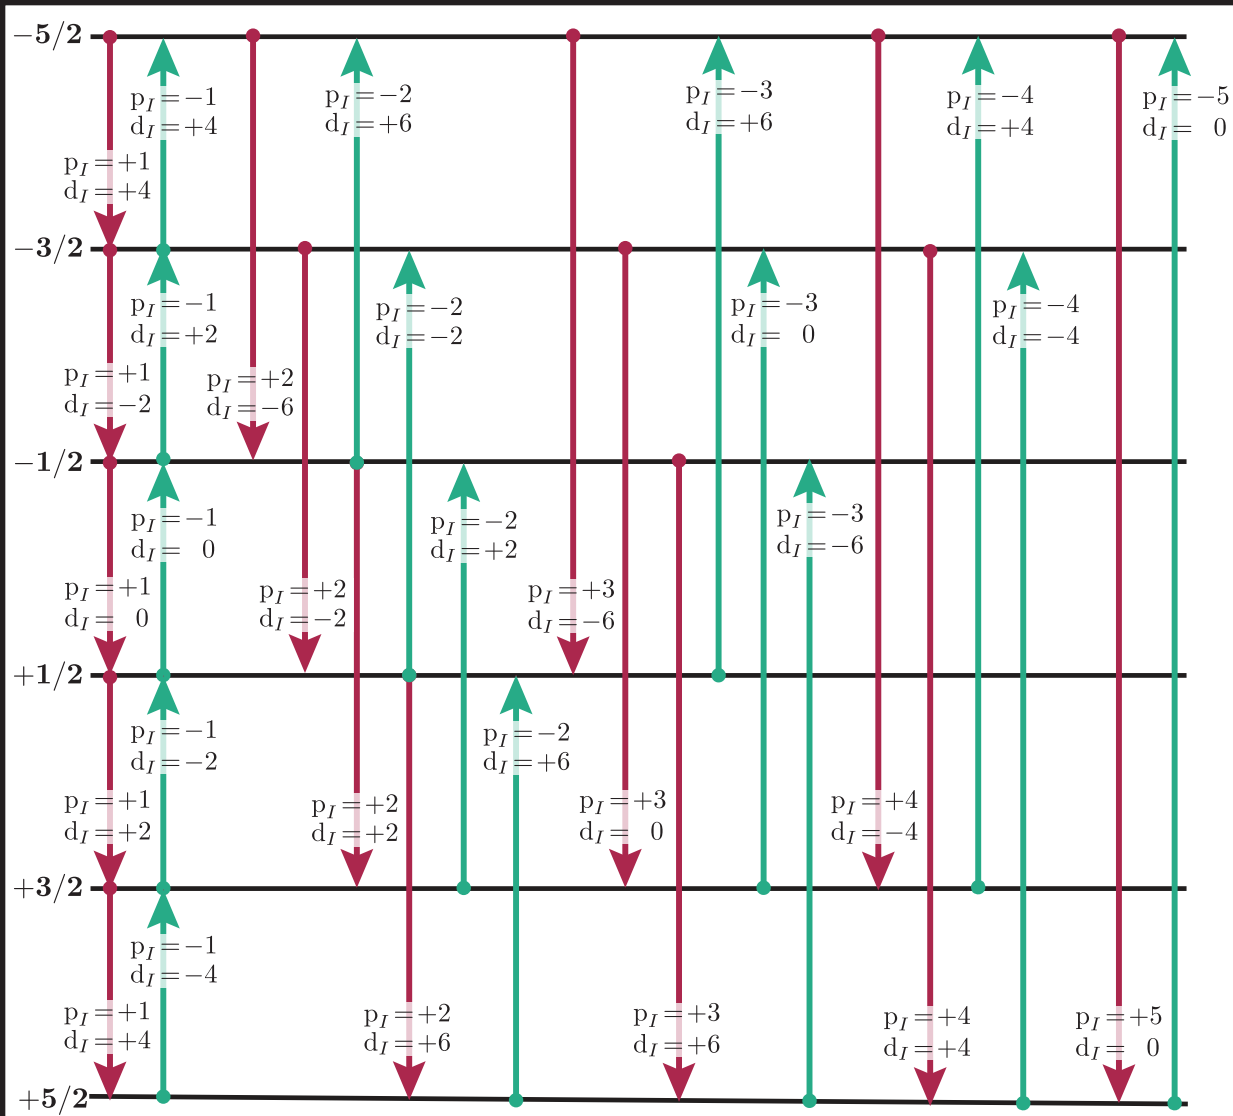 −5/2
p_I = −1
d_I = +4
p_I = −2
d_I = +6
p_I = −3
d_I = +6
p_I = −4
d_I = +4
p_I = −5
d_I = 0
p_I = +1
d_I = +4
−3/2
p_I = −1
d_I = +2
p_I = −2
d_I = −2
p_I = −3
d_I = 0
p_I = −4
d_I = −4
p_I = +1
d_I = −2
p_I = +2
d_I = −6
−1/2
p_I = −1
d_I = 0
p_I = −2
d_I = +2
p_I = −3
d_I = −6
p_I = +1
d_I = 0
p_I = +2
d_I = −2
p_I = +3
d_I = −6
+1/2
p_I = −1
d_I = −2
p_I = −2
d_I = +6
p_I = +1
d_I = +2
p_I = +2
d_I = +2
p_I = +3
d_I = 0
p_I = +4
d_I = −4
+3/2
p_I = −1
d_I = −4
p_I = +1
d_I = +4
p_I = +2
d_I = +6
p_I = +3
d_I = +6
p_I = +4
d_I = +4
p_I = +5
d_I = 0
+5/2